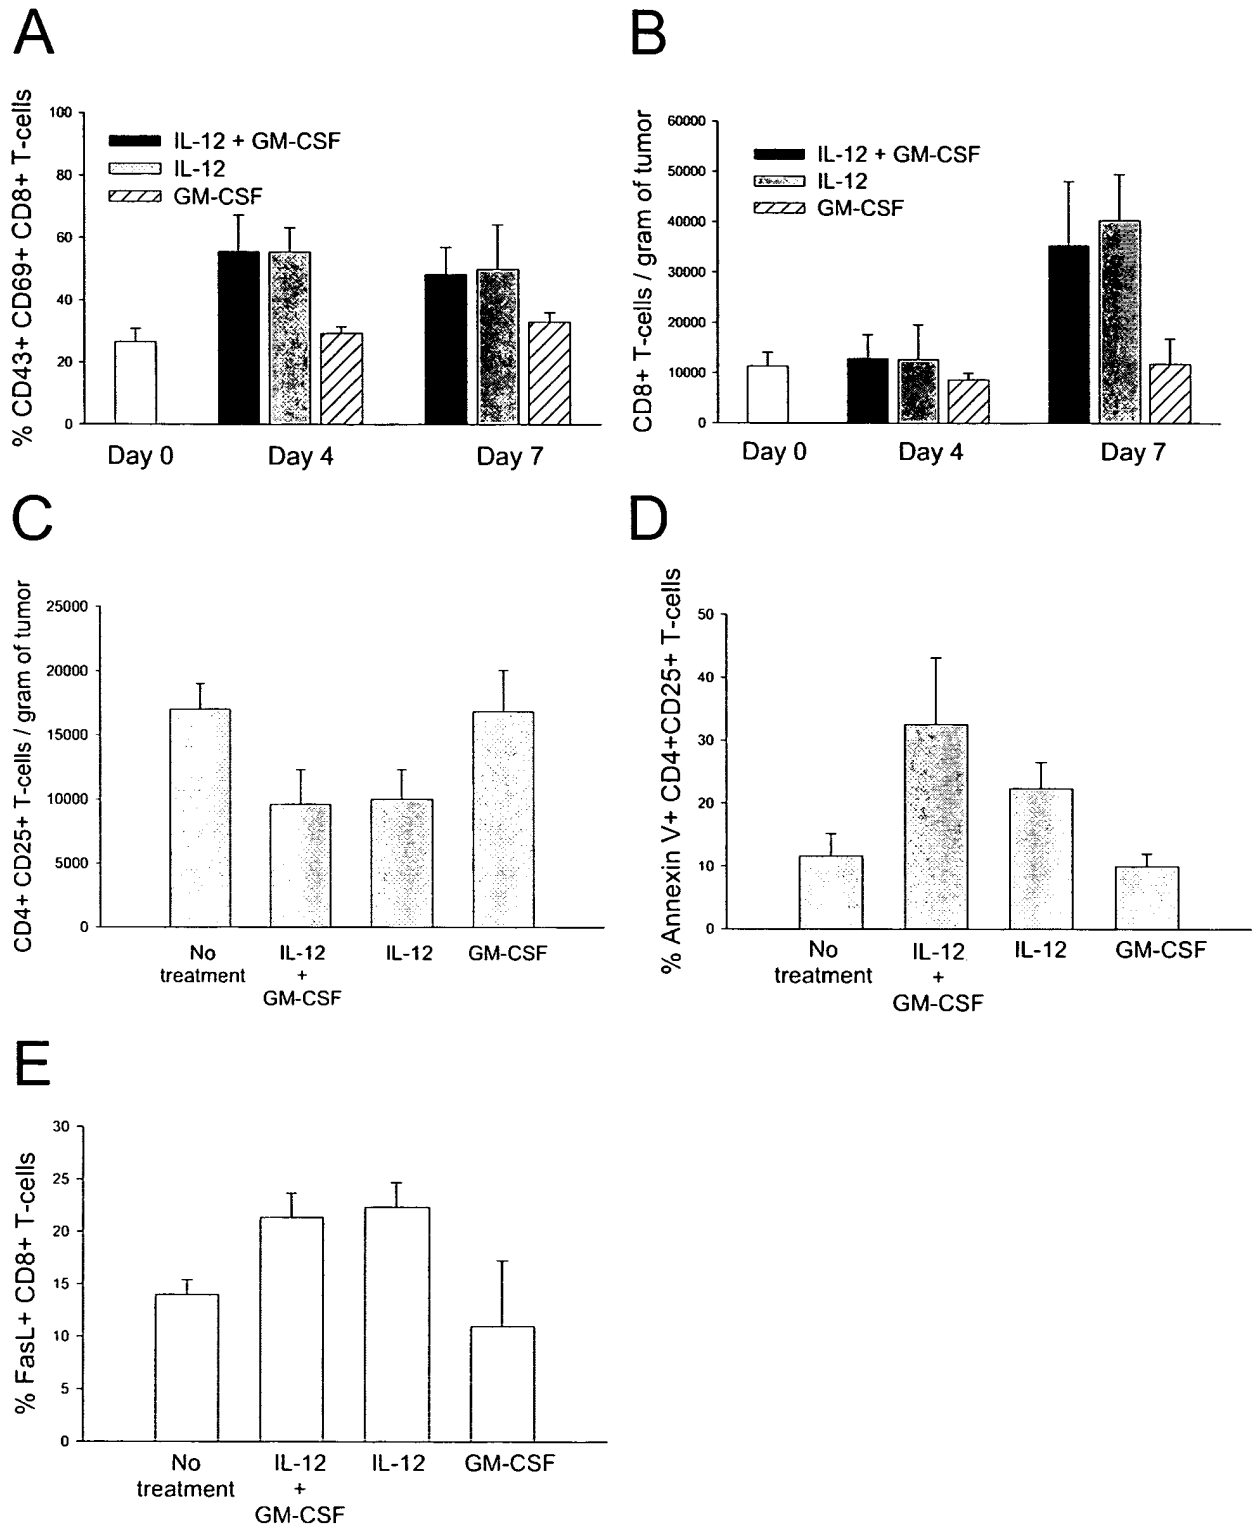 A
% CD43+ CD69+ CD8+ T-cells
100
80
60
40
20
0
IL-12 + GM-CSF
IL-12
GM-CSF
Day 0
Day 4
Day 7
B
CD8+ T-cells / gram of tumor
60000
50000
40000
30000
20000
10000
0
IL-12 + GM-CSF
IL-12
GM-CSF
Day 0
Day 4
Day 7
C
CD4+ CD25+ T-cells / gram of tumor
25000
20000
15000
10000
5000
0
No
treatment
IL-12
+
GM-CSF
IL-12
GM-CSF
D
% Annexin V+ CD4+CD25+ T-cells
50
40
30
20
10
0
No
treatment
IL-12
+
GM-CSF
IL-12
GM-CSF
E
% FasL+ CD8+ T-cells
30
25
20
15
10
5
0
No
treatment
IL-12
+
GM-CSF
IL-12
GM-CSF